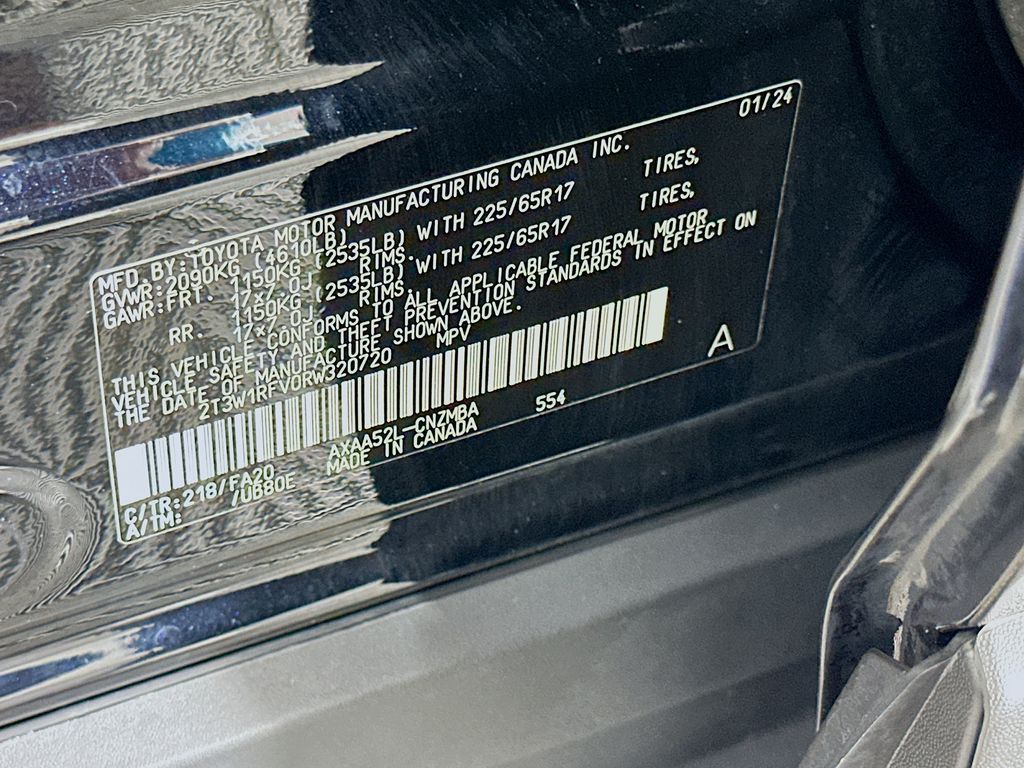 01/24
MFD. BY: TOYOTA MOTOR MANUFACTURING CANADA INC.
GVWR: 2090KG (4610LB)
GAWR: FRT. 1150KG (2535LB) WITH 225/65R17 TIRES,
17x7.0J RIMS.
RR. 1150KG (2535LB) WITH 225/65R17 TIRES,
17x7.0J RIMS.
THIS VEHICLE CONFORMS TO ALL APPLICABLE FEDERAL MOTOR
VEHICLE SAFETY AND THEFT PREVENTION STANDARDS IN EFFECT ON
THE DATE OF MANUFACTURE SHOWN ABOVE.
2T3W1RFV0RW320720 MPV
A
C/TR: 218/FA20 AXAA52L-CNZMBA 554
A/TM: /UB80E MADE IN CANADA